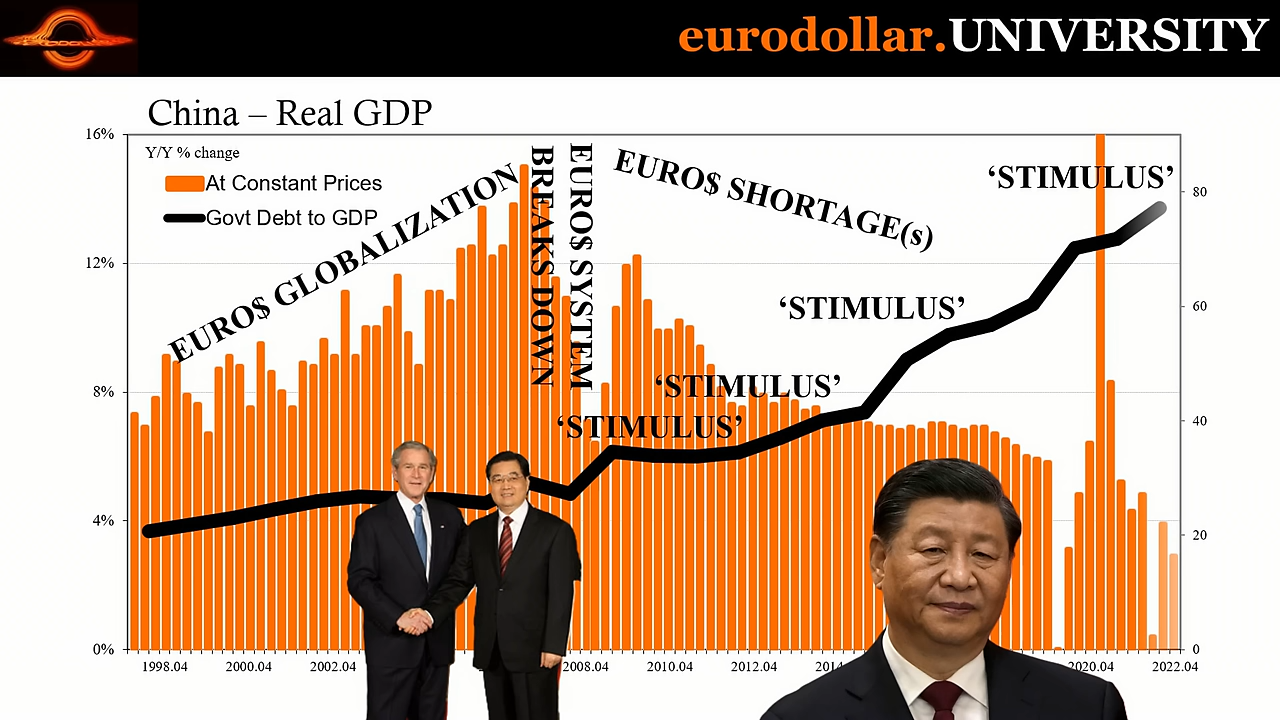 eurodollar.UNIVERSITY
China – Real GDP
16%
Y/Y % change
At Constant Prices
Govt Debt to GDP
EURO$ GLOBALIZATION
EURO$ SYSTEM
BREAKS DOWN
EURO$ SHORTAGE(s)
‘STIMULUS’
80
12%
‘STIMULUS’
60
8%
‘STIMULUS’
‘STIMULUS’
40
4%
20
0%
0
1998.04
2000.04
2002.04
2008.04
2010.04
2012.04
2014
2020.04
2022.04